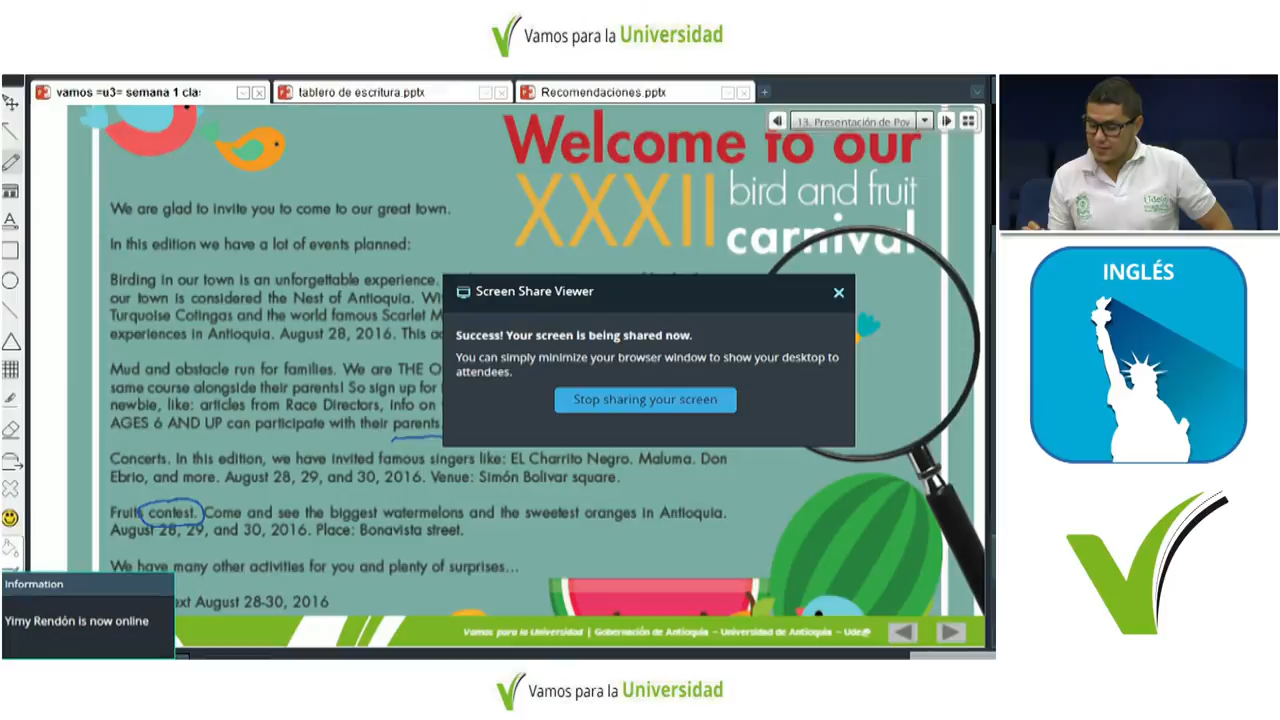 Vamos para la Universidad
vamos =u3= semana 1 cla:
tablero de escritura.pptx
Recomendaciones.pptx
13. Presentación de Pov
Welcome to our
XXXII bird and fruit
carnival
We are glad to invite you to come to our great town.
In this edition we have a lot of events planned:
Birding in our town is an unforgettable experience.
our town is considered the Nest of Antioquia. Wi
Turquoise Cotingas and the world famous Scarlet M
experiences in Antioquia. August 28, 2016. This ac
Mud and obstacle run for families. We are THE O
same course alongside their parents! So sign up for
newbie, like: articles from Race Directors, Info on
AGES 6 AND UP can participate with their parents.
Concerts. In this edition, we have invited famous singers like: EL Charrito Negro. Maluma. Don
Ebrio, and more. August 28, 29, and 30, 2016. Venue: Simón Bolivar square.
Fruits contest. Come and see the biggest watermelons and the sweetest oranges in Antioquia.
August 28, 29, and 30, 2016. Place: Bonavista street.
We have many other activities for you and plenty of surprises...
ext August 28-30, 2016
Screen Share Viewer
Success! Your screen is being shared now.
You can simply minimize your browser window to show your desktop to
attendees.
Stop sharing your screen
Information
Yimy Rendón is now online
Vamos para la Universidad | Gobernación de Antioquia – Universidad de Antioquia – Ude@
INGLÉS
Vamos para la Universidad